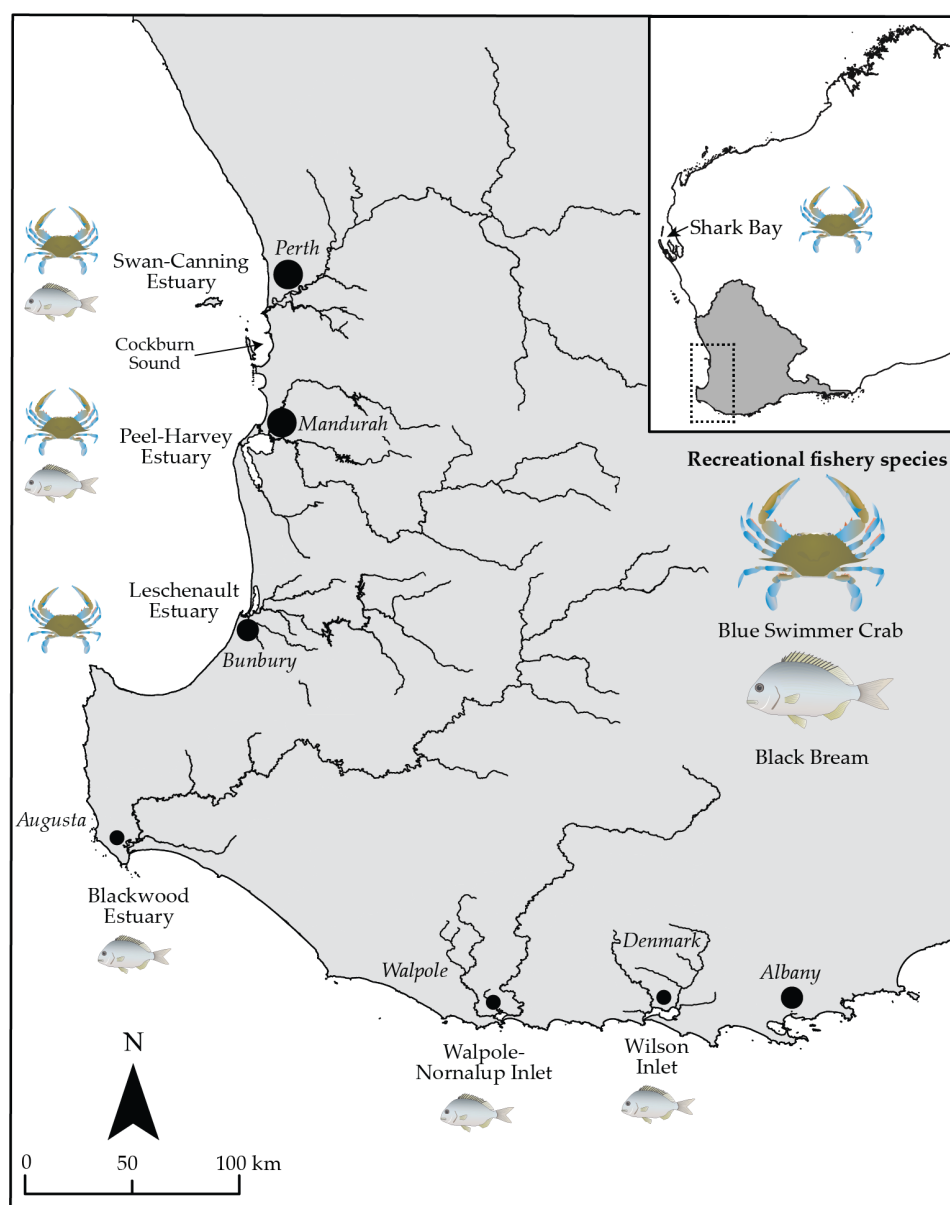 Perth
Swan-Canning
Estuary
Cockburn
Sound
Shark Bay
Mandurah
Peel-Harvey
Estuary
Recreational fishery species
Blue Swimmer Crab
Black Bream
Leschenault
Estuary
Bunbury
Augusta
Blackwood
Estuary
Walpole
Denmark
Albany
Walpole-
Nornalup Inlet
Wilson
Inlet
N
0 50 100 km